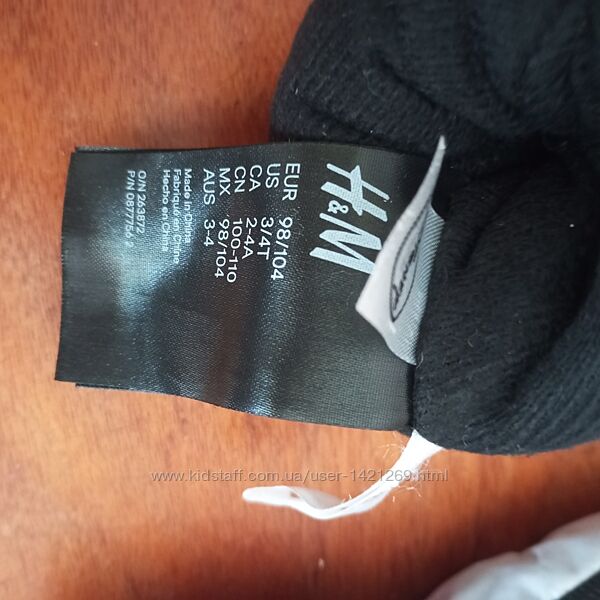 H&M
EUR 98/104
US 3/4T
CA 2-4A
CN 100-110
MX 98/104
AUS 3-4
Made in China
Fabriqué en Chine
Hecho en China
O/N 263872
www.kidstaff.com.ua/user-1421269.html